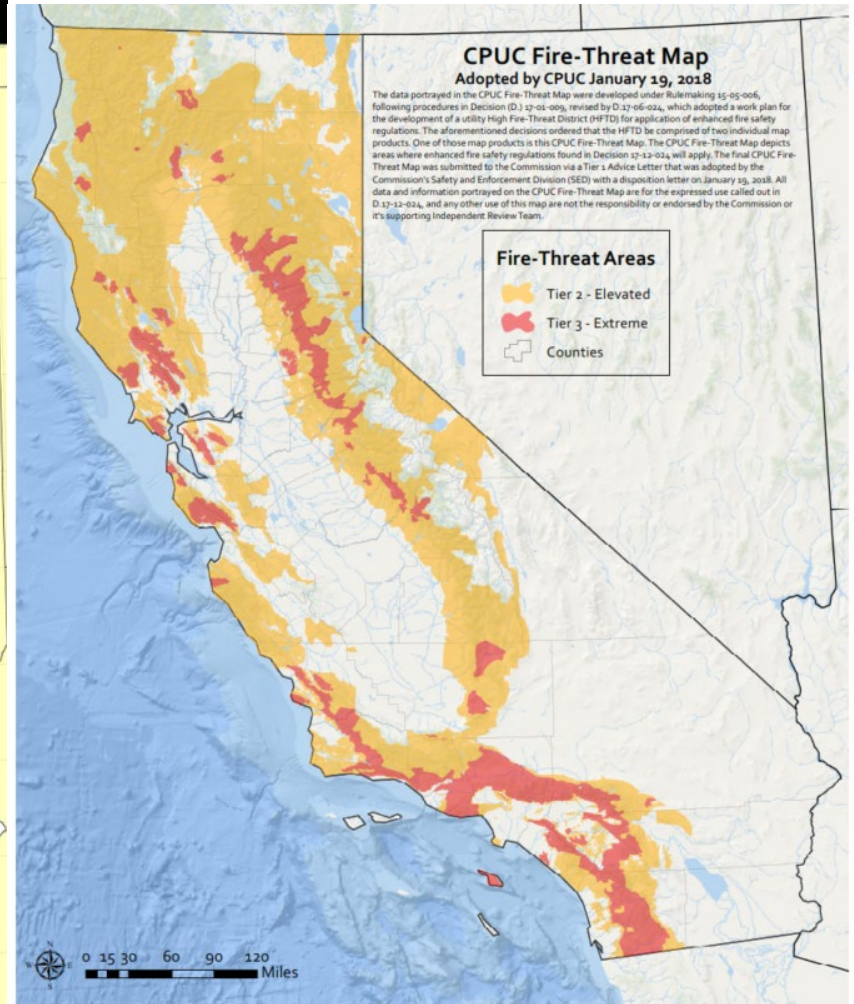 CPUC Fire-Threat Map
Adopted by CPUC January 19, 2018
The data portrayed in the CPUC Fire-Threat Map were developed under Rulemaking 15-05-006,
following procedures in Decision (D.) 17-01-009, revised by D.17-06-024, which adopted a work plan for
the development of a utility High Fire-Threat District (HFTD) for application of enhanced fire safety
regulations. The aforementioned decisions ordered that the HFTD be comprised of two individual map
products. One of those map products is this CPUC Fire-Threat Map. The CPUC Fire-Threat Map depicts
areas where enhanced fire safety regulations found in Decision 17-12-024 will apply. The final CPUC Fire-
Threat Map was submitted to the Commission via a Tier 1 Advice Letter that was adopted by the
Commission's Safety and Enforcement Division (SED) with a disposition letter on January 19, 2018. All
data and information portrayed on the CPUC Fire-Threat Map are for the expressed use called out in
D.17-12-024, and any other use of this map are not the responsibility or endorsed by the Commission or
it's supporting Independent Review Team.
Fire-Threat Areas
Tier 2 - Elevated
Tier 3 - Extreme
Counties
N
W E
S
0 15 30 60 90 120
Miles